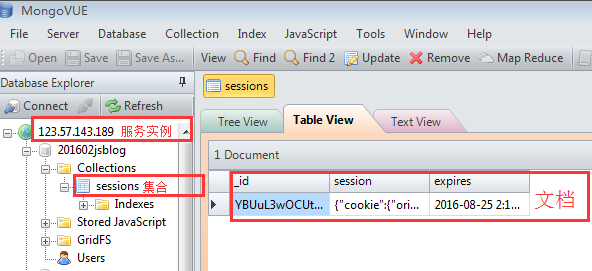 MongoVUE
File Server Database Collection Index JavaScript Tools Window Help
Open Save Save As... View Find Find 2 Update Remove Map Reduce
Database Explorer
Connect Refresh
123.57.143.189 服务实例
201602jsblog
Collections
sessions 集合
Indexes
Stored JavaScript
GridFS
Users
sessions
Tree View Table View Text View
1 Document
_id session expires
YBUuL3wOCUt... {"cookie":{"ori... 2016-08-25 2:1...
文档